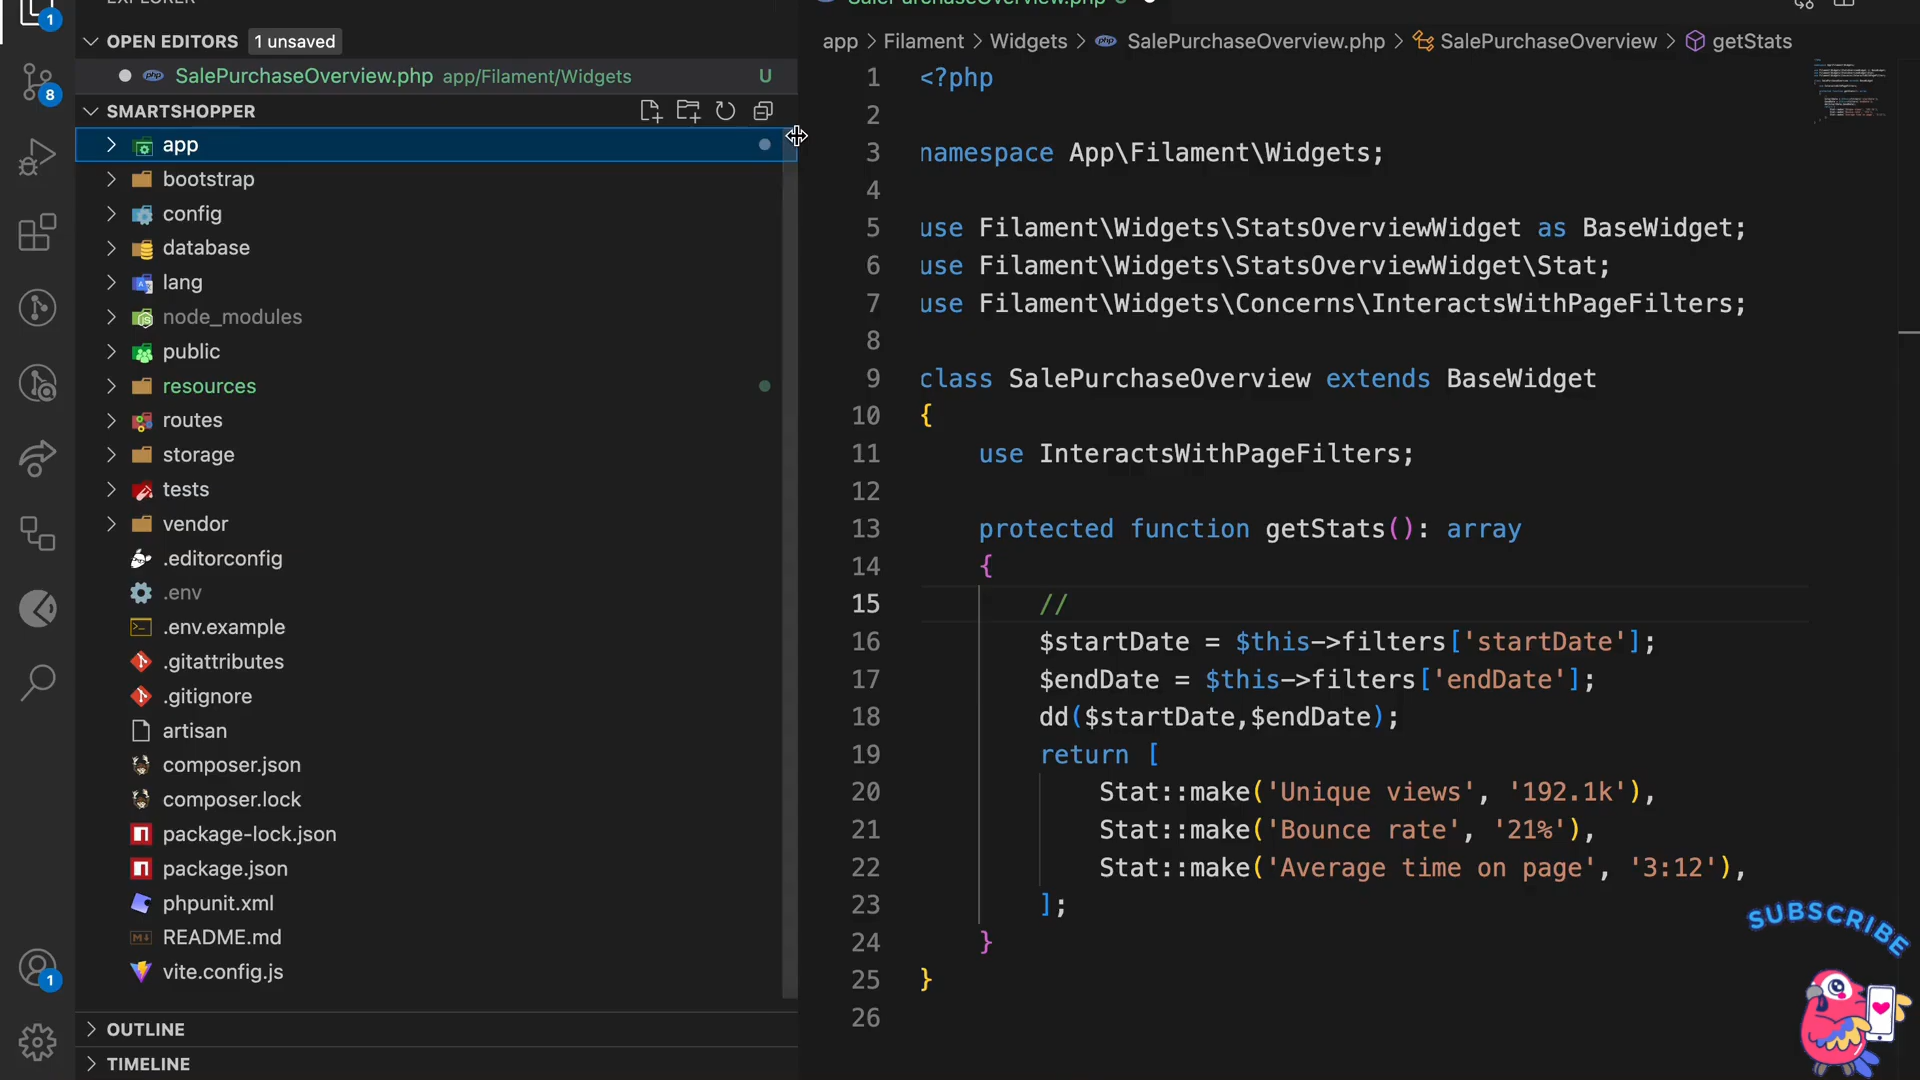 EXPLORER
OPEN EDITORS 1 unsaved
SalePurchaseOverview.php app/Filament/Widgets U
SMARTSHOPPER
app
bootstrap
config
database
lang
node_modules
public
resources
routes
storage
tests
vendor
.editorconfig
.env
.env.example
.gitattributes
.gitignore
artisan
composer.json
composer.lock
package-lock.json
package.json
phpunit.xml
README.md
vite.config.js
OUTLINE
TIMELINE
1
8
1
SalePurchaseOverview.php U
app > Filament > Widgets > SalePurchaseOverview.php > SalePurchaseOverview > getStats
1 <?php
2
3 namespace App\Filament\Widgets;
4
5 use Filament\Widgets\StatsOverviewWidget as BaseWidget;
6 use Filament\Widgets\StatsOverviewWidget\Stat;
7 use Filament\Widgets\Concerns\InteractsWithPageFilters;
8
9 class SalePurchaseOverview extends BaseWidget
10 {
11 use InteractsWithPageFilters;
12
13 protected function getStats(): array
14 {
15 //
16 $startDate = $this->filters['startDate'];
17 $endDate = $this->filters['endDate'];
18 dd($startDate,$endDate);
19 return [
20 Stat::make('Unique views', '192.1k'),
21 Stat::make('Bounce rate', '21%'),
22 Stat::make('Average time on page', '3:12'),
23 ];
24 }
25 }
26
SUBSCRIBE